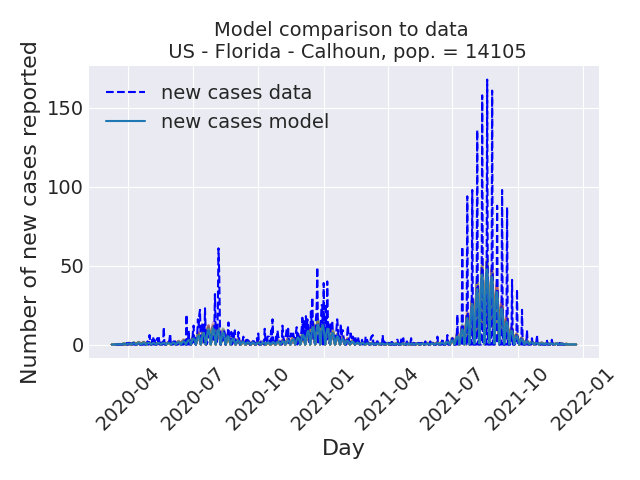 Model comparison to data
US - Florida - Calhoun, pop. = 14105
new cases data
new cases model
Number of new cases reported
150
100
50
0
2020-04
2020-07
2020-10
2021-01
2021-04
2021-07
2021-10
2022-01
Day